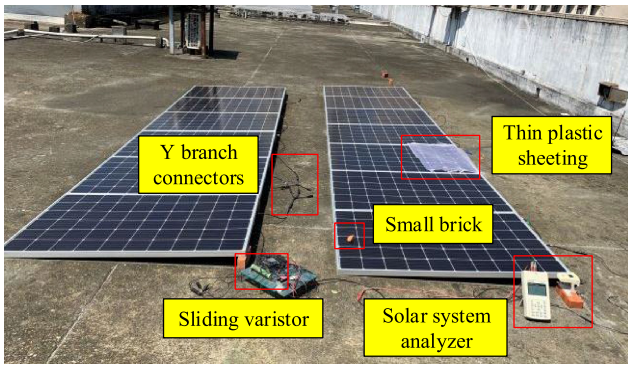 Y branch
connectors
Thin plastic
sheeting
Small brick
Sliding varistor
Solar system
analyzer